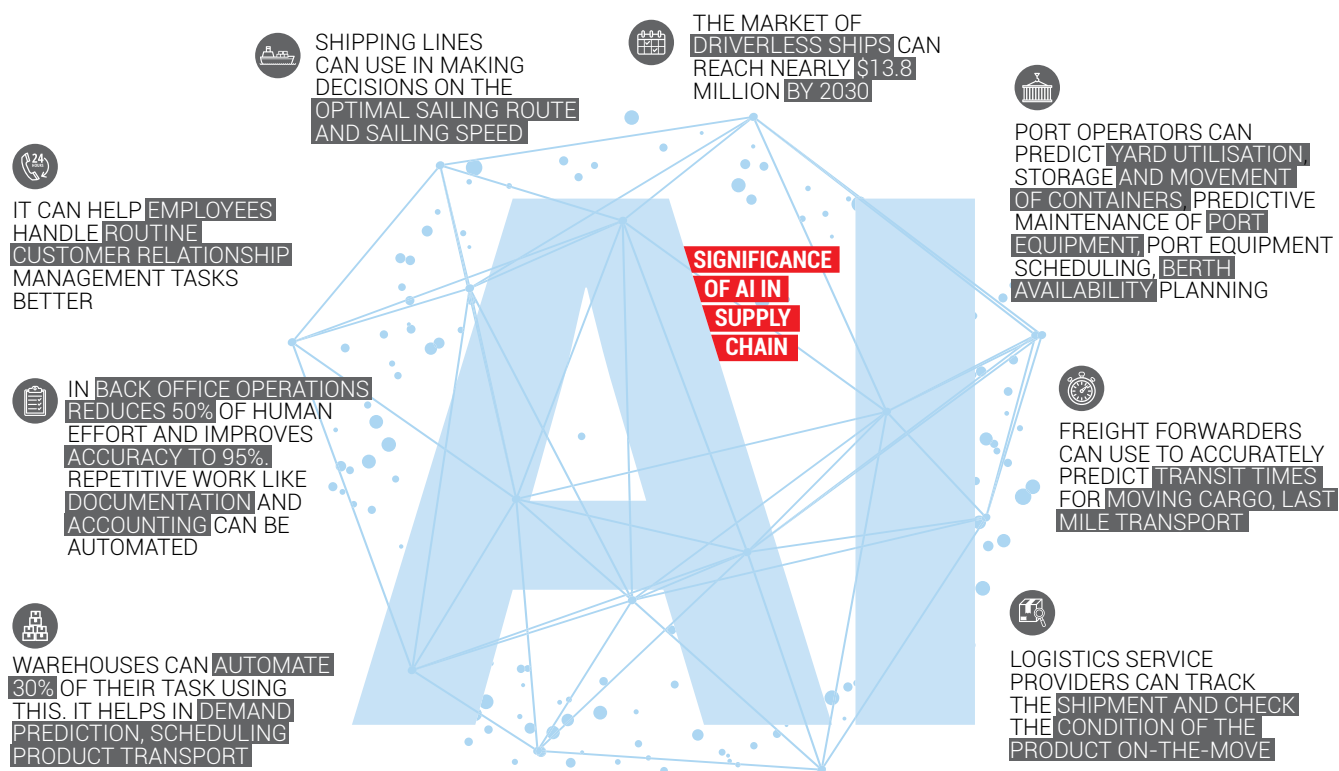 SHIPPING LINES
CAN USE IN MAKING
DECISIONS ON THE
OPTIMAL SAILING ROUTE
AND SAILING SPEED
THE MARKET OF
DRIVERLESS SHIPS CAN
REACH NEARLY $13.8
MILLION BY 2030
PORT OPERATORS CAN
PREDICT YARD UTILISATION,
STORAGE AND MOVEMENT
OF CONTAINERS, PREDICTIVE
MAINTENANCE OF PORT
EQUIPMENT, PORT EQUIPMENT
SCHEDULING, BERTH
AVAILABILITY PLANNING
24
HOURS
IT CAN HELP EMPLOYEES
HANDLE ROUTINE
CUSTOMER RELATIONSHIP
MANAGEMENT TASKS
BETTER
AI
SIGNIFICANCE
OF AI IN
SUPPLY
CHAIN
IN BACK OFFICE OPERATIONS
REDUCES 50% OF HUMAN
EFFORT AND IMPROVES
ACCURACY TO 95%.
REPETITIVE WORK LIKE
DOCUMENTATION AND
ACCOUNTING CAN BE
AUTOMATED
FREIGHT FORWARDERS
CAN USE TO ACCURATELY
PREDICT TRANSIT TIMES
FOR MOVING CARGO, LAST
MILE TRANSPORT
WAREHOUSES CAN AUTOMATE
30% OF THEIR TASK USING
THIS. IT HELPS IN DEMAND
PREDICTION, SCHEDULING
PRODUCT TRANSPORT
LOGISTICS SERVICE
PROVIDERS CAN TRACK
THE SHIPMENT AND CHECK
THE CONDITION OF THE
PRODUCT ON-THE-MOVE